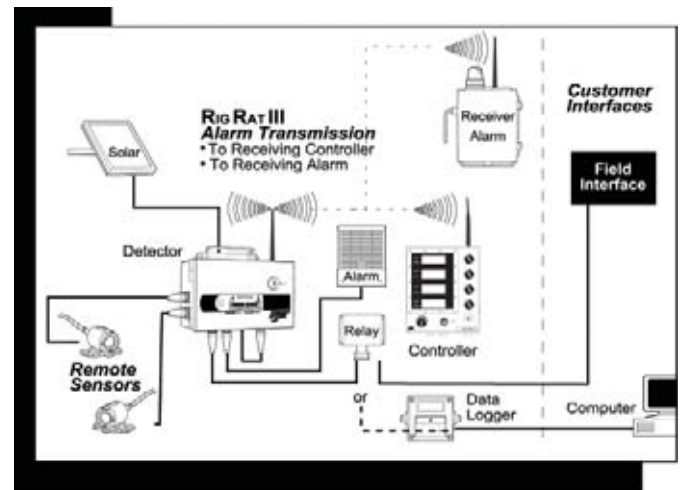 Customer
Interfaces
Receiver
Alarm
RIG RAT III
Alarm Transmission
• To Receiving Controller
• To Receiving Alarm
Solar
Field
Interface
Detector
Alarm.
Relay
Controller
Remote
Sensors
or
Data
Logger
Computer